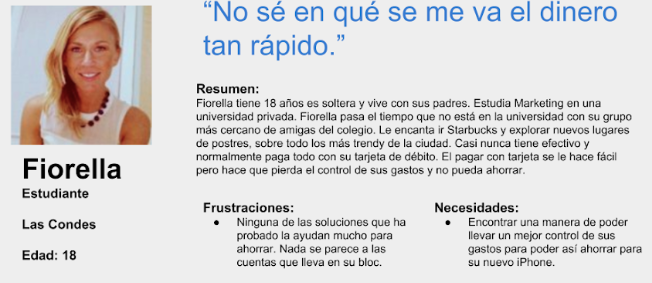 “No sé en qué se me va el dinero
tan rápido.”
Resumen:
Fiorella tiene 18 años es soltera y vive con sus padres. Estudia Marketing en una
universidad privada. Fiorella pasa el tiempo que no está en la universidad con su grupo
más cercano de amigas del colegio. Le encanta ir Starbucks y explorar nuevos lugares
de postres, sobre todo los más trendy de la ciudad. Casi nunca tiene efectivo y
normalmente paga todo con su tarjeta de débito. El pagar con tarjeta se le hace fácil
pero hace que pierda el control de sus gastos y no pueda ahorrar.
Fiorella
Estudiante
Las Condes
Edad: 18
Frustraciones:
● Ninguna de las soluciones que ha
probado la ayudan mucho para
ahorrar. Nada se parece a las
cuentas que lleva en su bloc.
Necesidades:
● Encontrar una manera de poder
llevar un mejor control de sus
gastos para poder así ahorrar para
su nuevo iPhone.